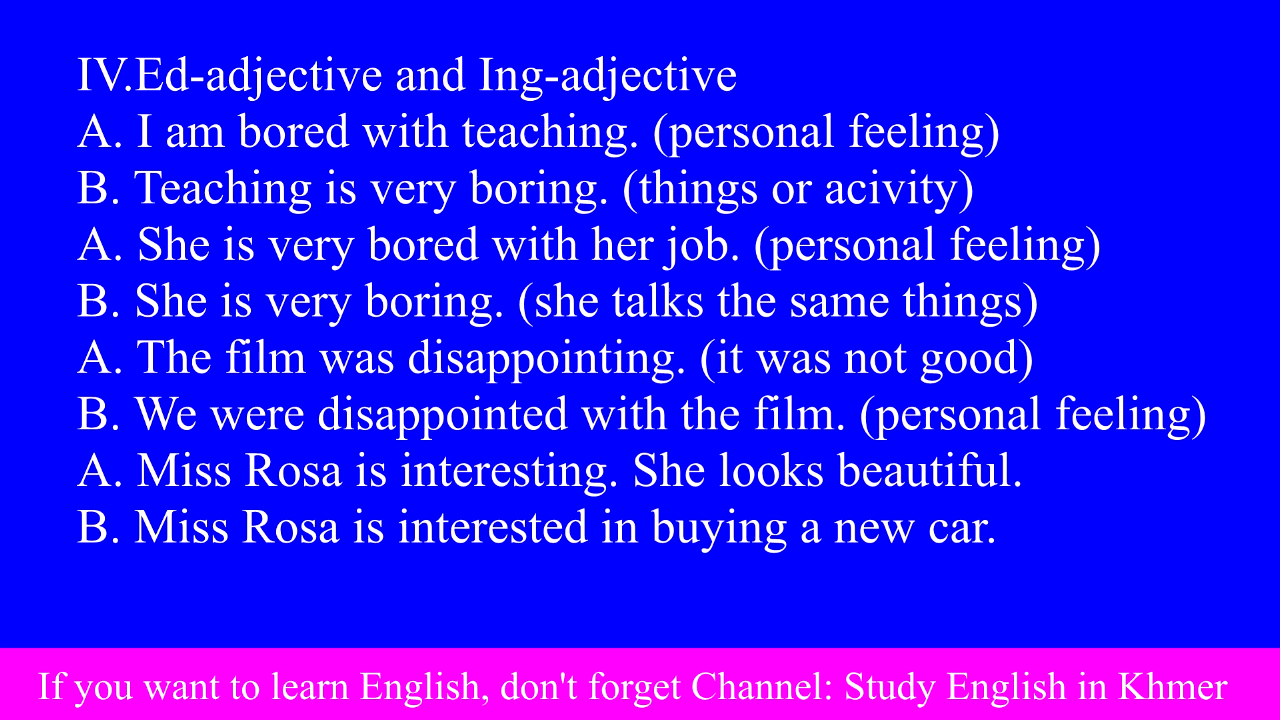 IV.Ed-adjective and Ing-adjective
A. I am bored with teaching. (personal feeling)
B. Teaching is very boring. (things or acivity)
A. She is very bored with her job. (personal feeling)
B. She is very boring. (she talks the same things)
A. The film was disappointing. (it was not good)
B. We were disappointed with the film. (personal feeling)
A. Miss Rosa is interesting. She looks beautiful.
B. Miss Rosa is interested in buying a new car.
If you want to learn English, don't forget Channel: Study English in Khmer